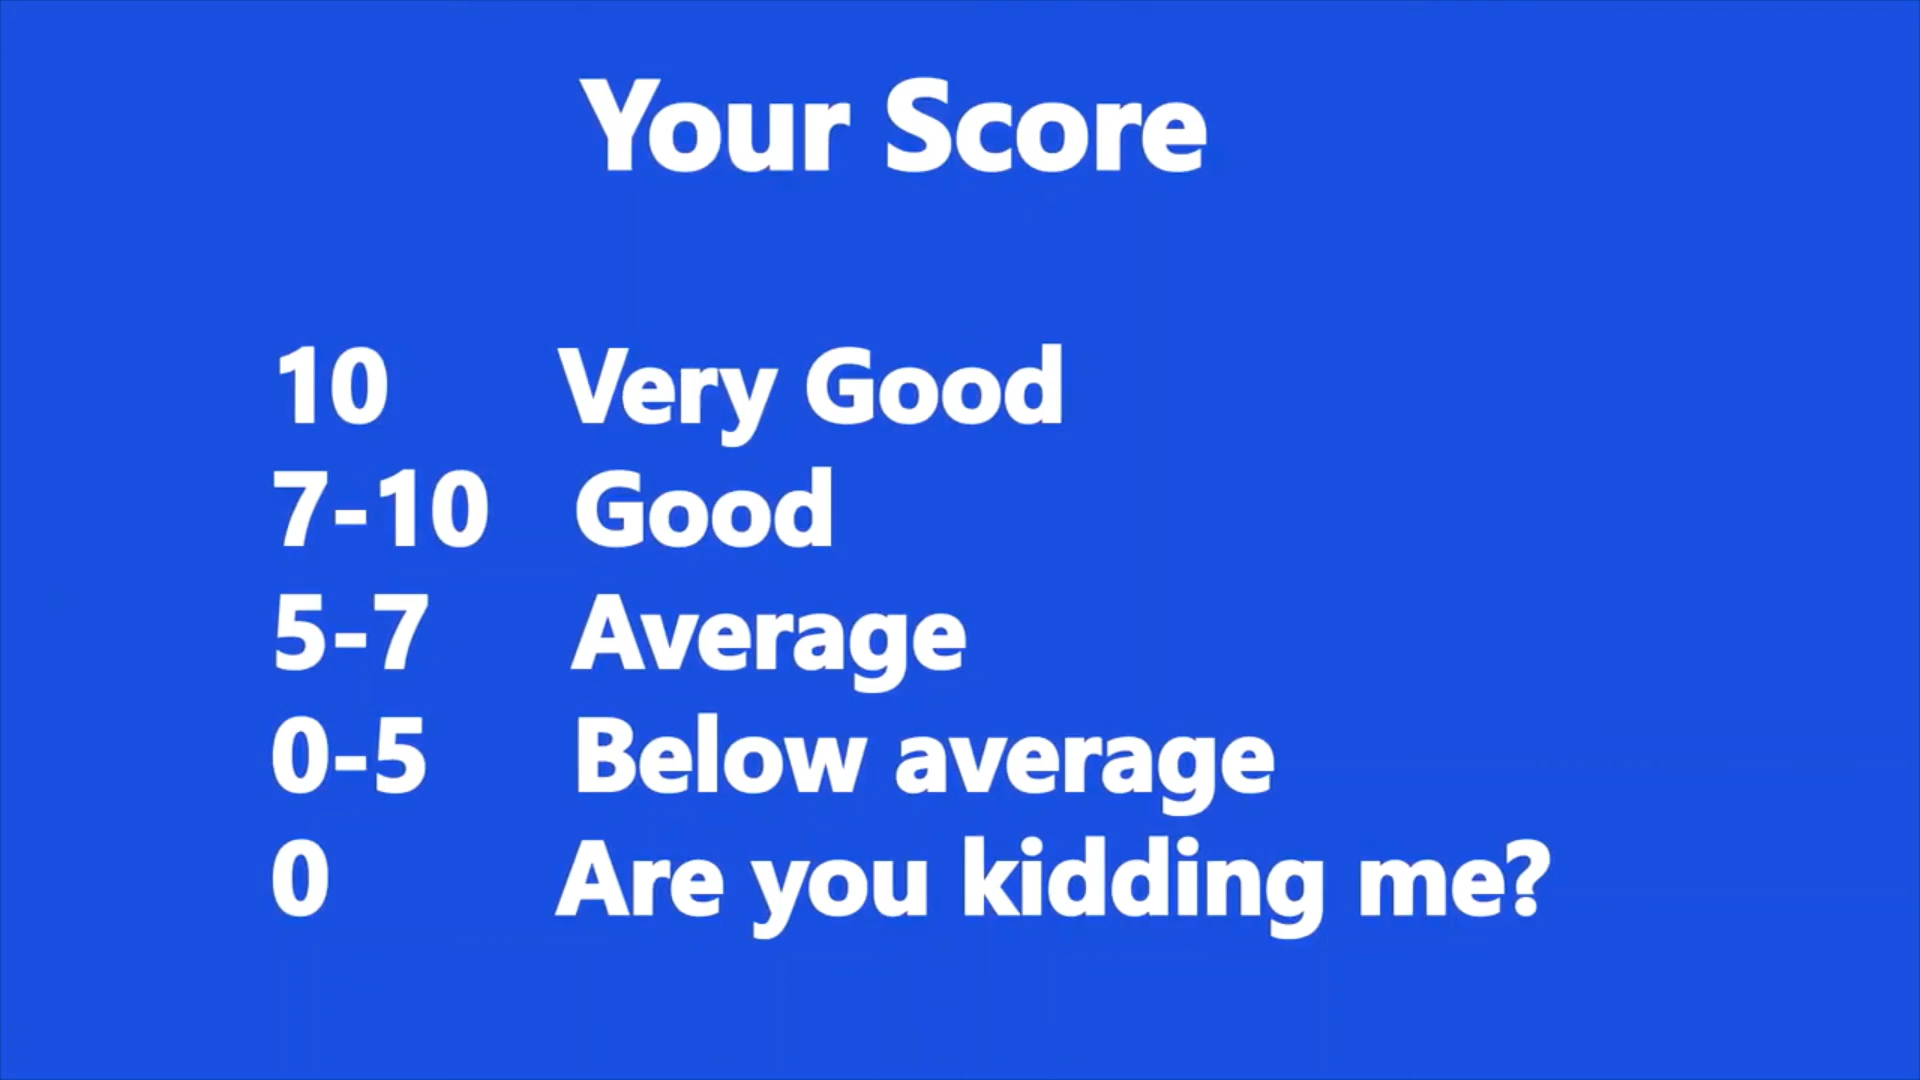 Your Score
10 Very Good
7-10 Good
5-7 Average
0-5 Below average
0 Are you kidding me?